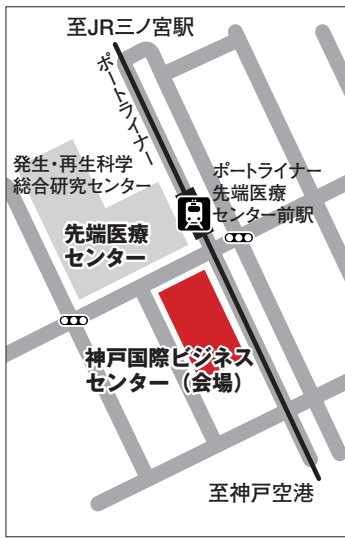 至JR三ノ宮駅
ポートライナー
発生・再生科学
総合研究センター
ポートライナー
先端医療
センター前駅
先端医療
センター
神戸国際ビジネス
センター（会場）
至神戸空港